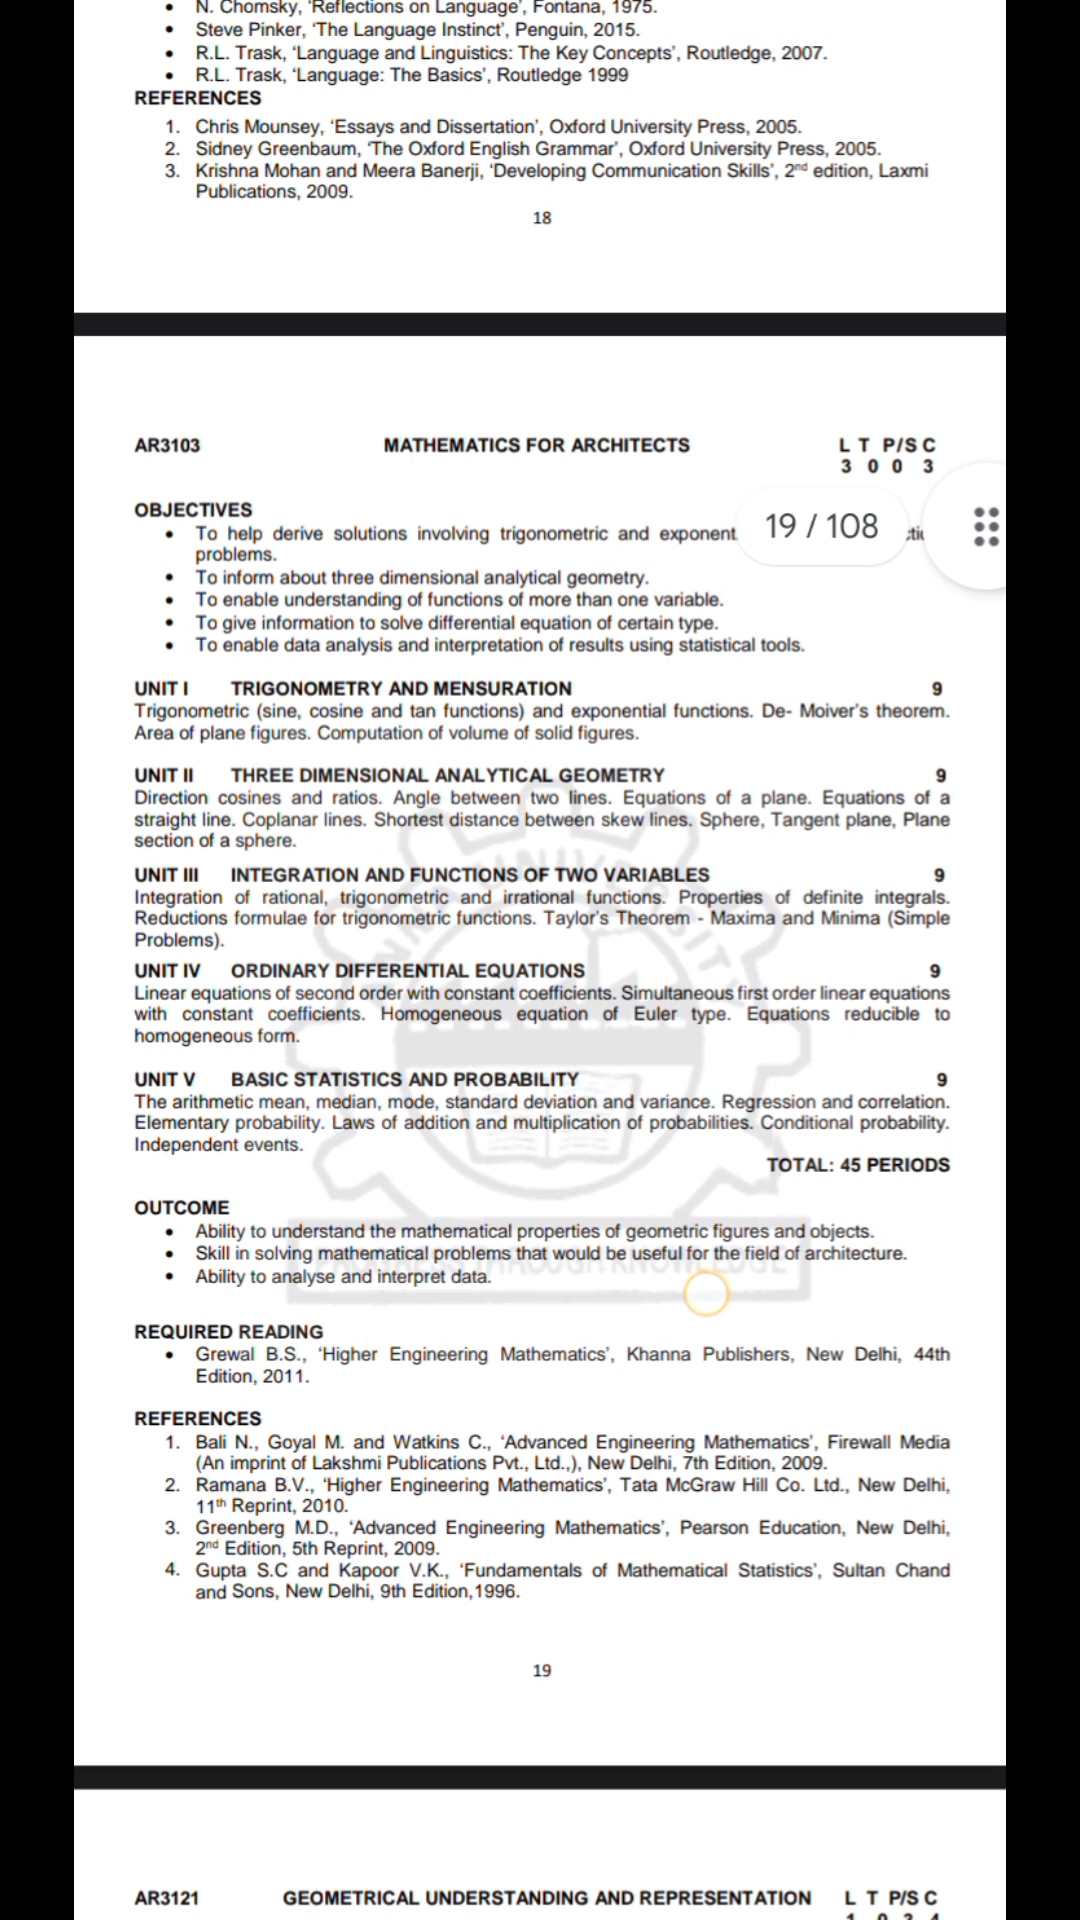 • N. Chomsky, 'Reflections on Language', Fontana, 1975.
• Steve Pinker, 'The Language Instinct', Penguin, 2015.
• R.L. Trask, 'Language and Linguistics: The Key Concepts', Routledge, 2007.
• R.L. Trask, 'Language: The Basics', Routledge 1999
REFERENCES
1. Chris Mounsey, 'Essays and Dissertation', Oxford University Press, 2005.
2. Sidney Greenbaum, 'The Oxford English Grammar', Oxford University Press, 2005.
3. Krishna Mohan and Meera Banerji, 'Developing Communication Skills', 2nd edition, Laxmi
Publications, 2009.
18
AR3103 MATHEMATICS FOR ARCHITECTS L T P/S C
3 0 0 3
OBJECTIVES
• To help derive solutions involving trigonometric and
19 / 108
problems.
• To inform about three dimensional analytical geometry.
• To enable understanding of functions of more than one variable.
• To give information to solve differential equation of certain type.
• To enable data analysis and interpretation of results using statistical tools.
UNIT I TRIGONOMETRY AND MENSURATION 9
Trigonometric (sine, cosine and tan functions) and exponential functions. De- Moiver's theorem.
Area of plane figures. Computation of volume of solid figures.
UNIT II THREE DIMENSIONAL ANALYTICAL GEOMETRY 9
Direction cosines and ratios. Angle between two lines. Equations of a plane. Equations of a
straight line. Coplanar lines. Shortest distance between skew lines. Sphere, Tangent plane, Plane
section of a sphere.
UNIT III INTEGRATION AND FUNCTIONS OF TWO VARIABLES 9
Integration of rational, trigonometric and irrational functions. Properties of definite integrals.
Reductions formulae for trigonometric functions. Taylor's Theorem - Maxima and Minima (Simple
Problems).
UNIT IV ORDINARY DIFFERENTIAL EQUATIONS 9
Linear equations of second order with constant coefficients. Simultaneous first order linear equations
with constant coefficients. Homogeneous equation of Euler type. Equations reducible to
homogeneous form.
UNIT V BASIC STATISTICS AND PROBABILITY 9
The arithmetic mean, median, mode, standard deviation and variance. Regression and correlation.
Elementary probability. Laws of addition and multiplication of probabilities. Conditional probability.
Independent events.
TOTAL: 45 PERIODS
OUTCOME
• Ability to understand the mathematical properties of geometric figures and objects.
• Skill in solving mathematical problems that would be useful for the field of architecture.
PROGRESS THROUGH KNOWLEDGE
• Ability to analyse and interpret data.
REQUIRED READING
• Grewal B.S., 'Higher Engineering Mathematics', Khanna Publishers, New Delhi, 44th
Edition, 2011.
REFERENCES
1. Bali N., Goyal M. and Watkins C., 'Advanced Engineering Mathematics', Firewall Media
(An imprint of Lakshmi Publications Pvt., Ltd.,), New Delhi, 7th Edition, 2009.
2. Ramana B.V., 'Higher Engineering Mathematics', Tata McGraw Hill Co. Ltd., New Delhi,
11th Reprint, 2010.
3. Greenberg M.D., 'Advanced Engineering Mathematics', Pearson Education, New Delhi,
2nd Edition, 5th Reprint, 2009.
4. Gupta S.C and Kapoor V.K., 'Fundamentals of Mathematical Statistics', Sultan Chand
and Sons, New Delhi, 9th Edition,1996.
19
AR3121 GEOMETRICAL UNDERSTANDING AND REPRESENTATION L T P/S C